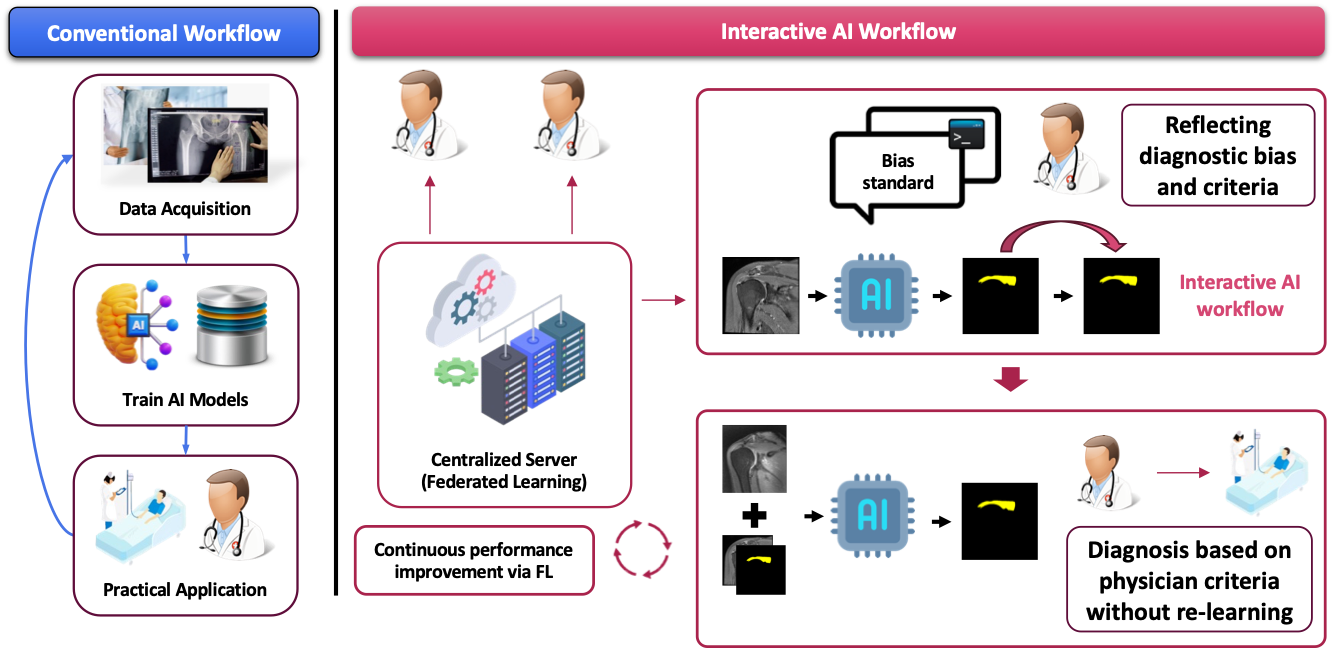 Conventional Workflow
Data Acquisition
AI
Train AI Models
Practical Application
Interactive AI Workflow
Centralized Server
(Federated Learning)
Continuous performance
improvement via FL
Bias
standard
>_
Reflecting
diagnostic bias
and criteria
AI
Interactive AI
workflow
AI
Diagnosis based on
physician criteria
without re-learning